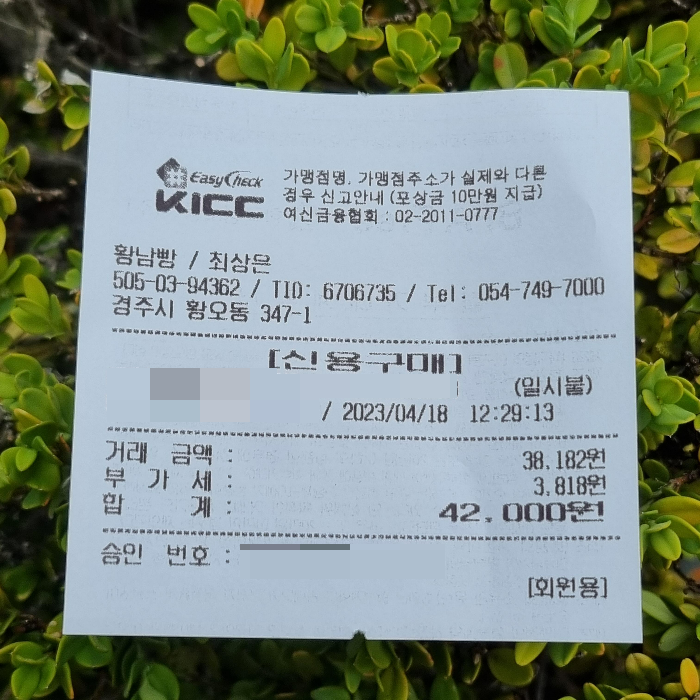 EasyCheck
KICC
가맹점명, 가맹점주소가 실제와 다른
경우 신고안내 (포상금 10만원 지급)
여신금융협회 : 02-2011-0777
황남빵 / 최상은
505-03-94362 / TID: 6706735 / Tel: 054-749-7000
경주시 황오동 347-1
[신용구매]
(일시불)
/ 2023/04/18 12:29:13
거래 금액 : 38,182원
부 가 세 : 3,818원
합 계 : 42,000원
승인 번호 :
[회원용]